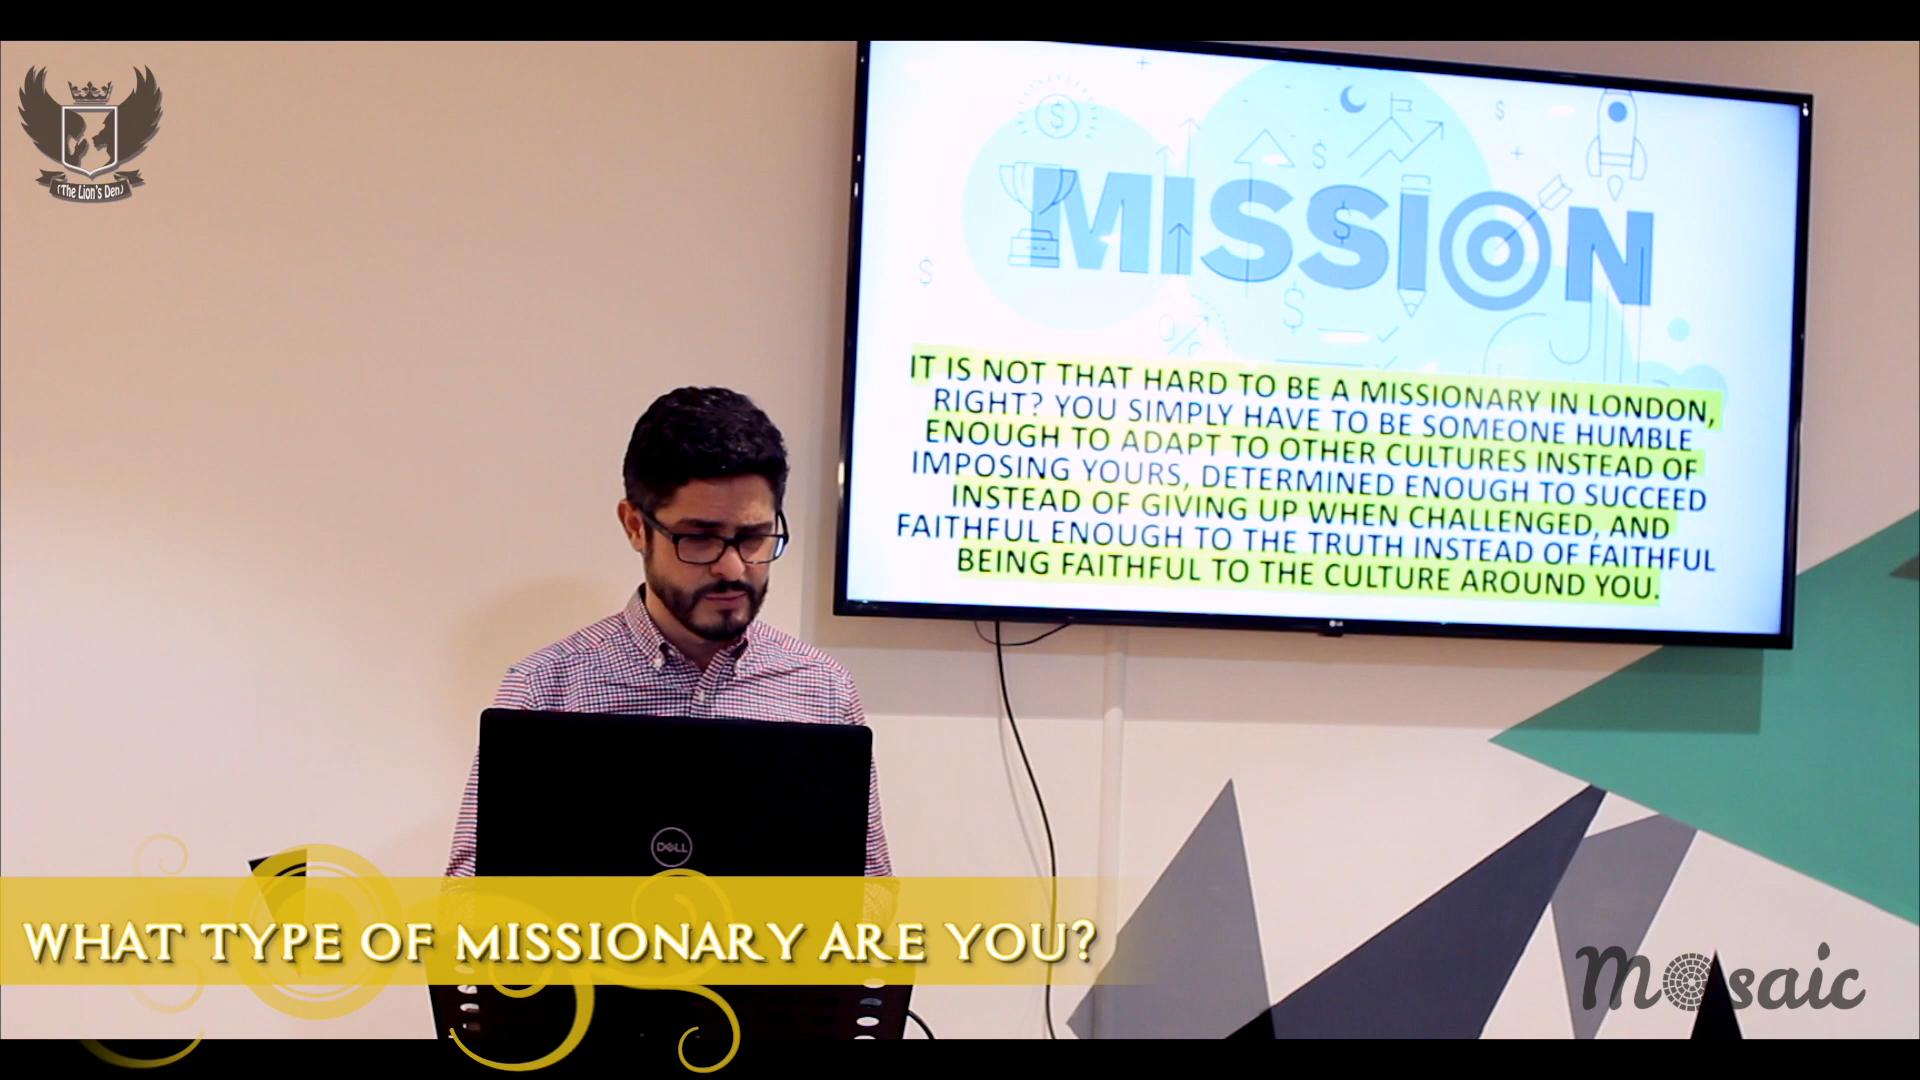 (The Lion's Den)
MISSION
IT IS NOT THAT HARD TO BE A MISSIONARY IN LONDON,
RIGHT? YOU SIMPLY HAVE TO BE SOMEONE HUMBLE
ENOUGH TO ADAPT TO OTHER CULTURES INSTEAD OF
IMPOSING YOURS, DETERMINED ENOUGH TO SUCCEED
INSTEAD OF GIVING UP WHEN CHALLENGED, AND
FAITHFUL ENOUGH TO THE TRUTH INSTEAD OF FAITHFUL
BEING FAITHFUL TO THE CULTURE AROUND YOU.
LG
DELL
WHAT TYPE OF MISSIONARY ARE YOU?
Mosaic